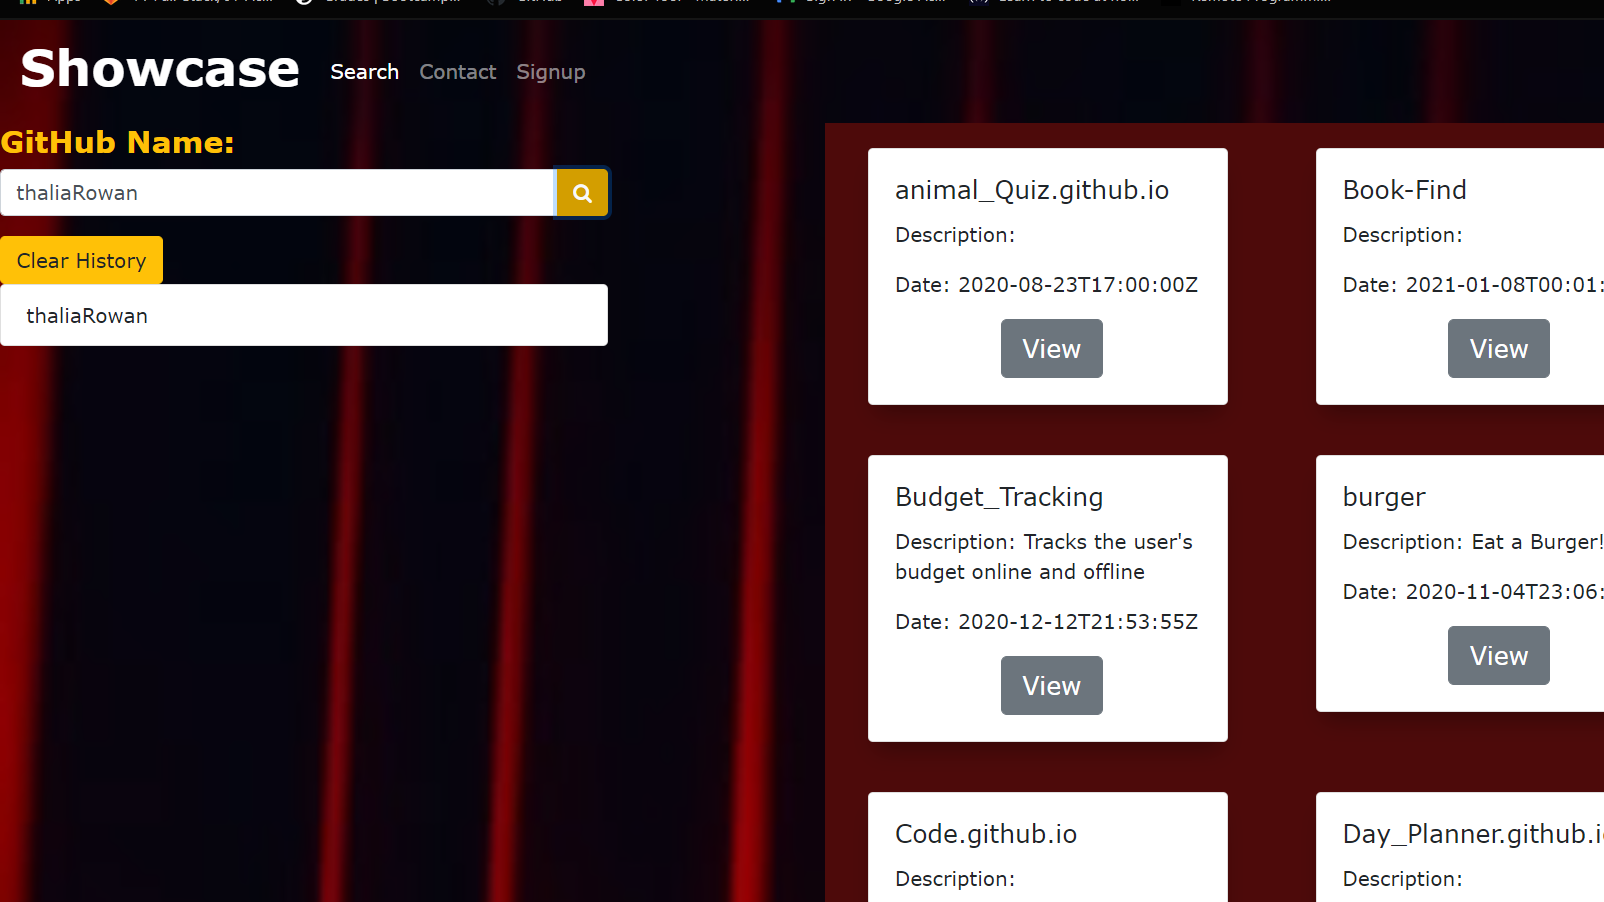 Showcase
Search Contact Signup
GitHub Name:
thaliaRowan
Clear History
thaliaRowan
animal_Quiz.github.io
Description:
Date: 2020-08-23T17:00:00Z
View
Book-Find
Description:
Date: 2021-01-08T00:01:
View
Budget_Tracking
Description: Tracks the user's
budget online and offline
Date: 2020-12-12T21:53:55Z
View
burger
Description: Eat a Burger!
Date: 2020-11-04T23:06:
View
Code.github.io
Description:
Day_Planner.github.io
Description: